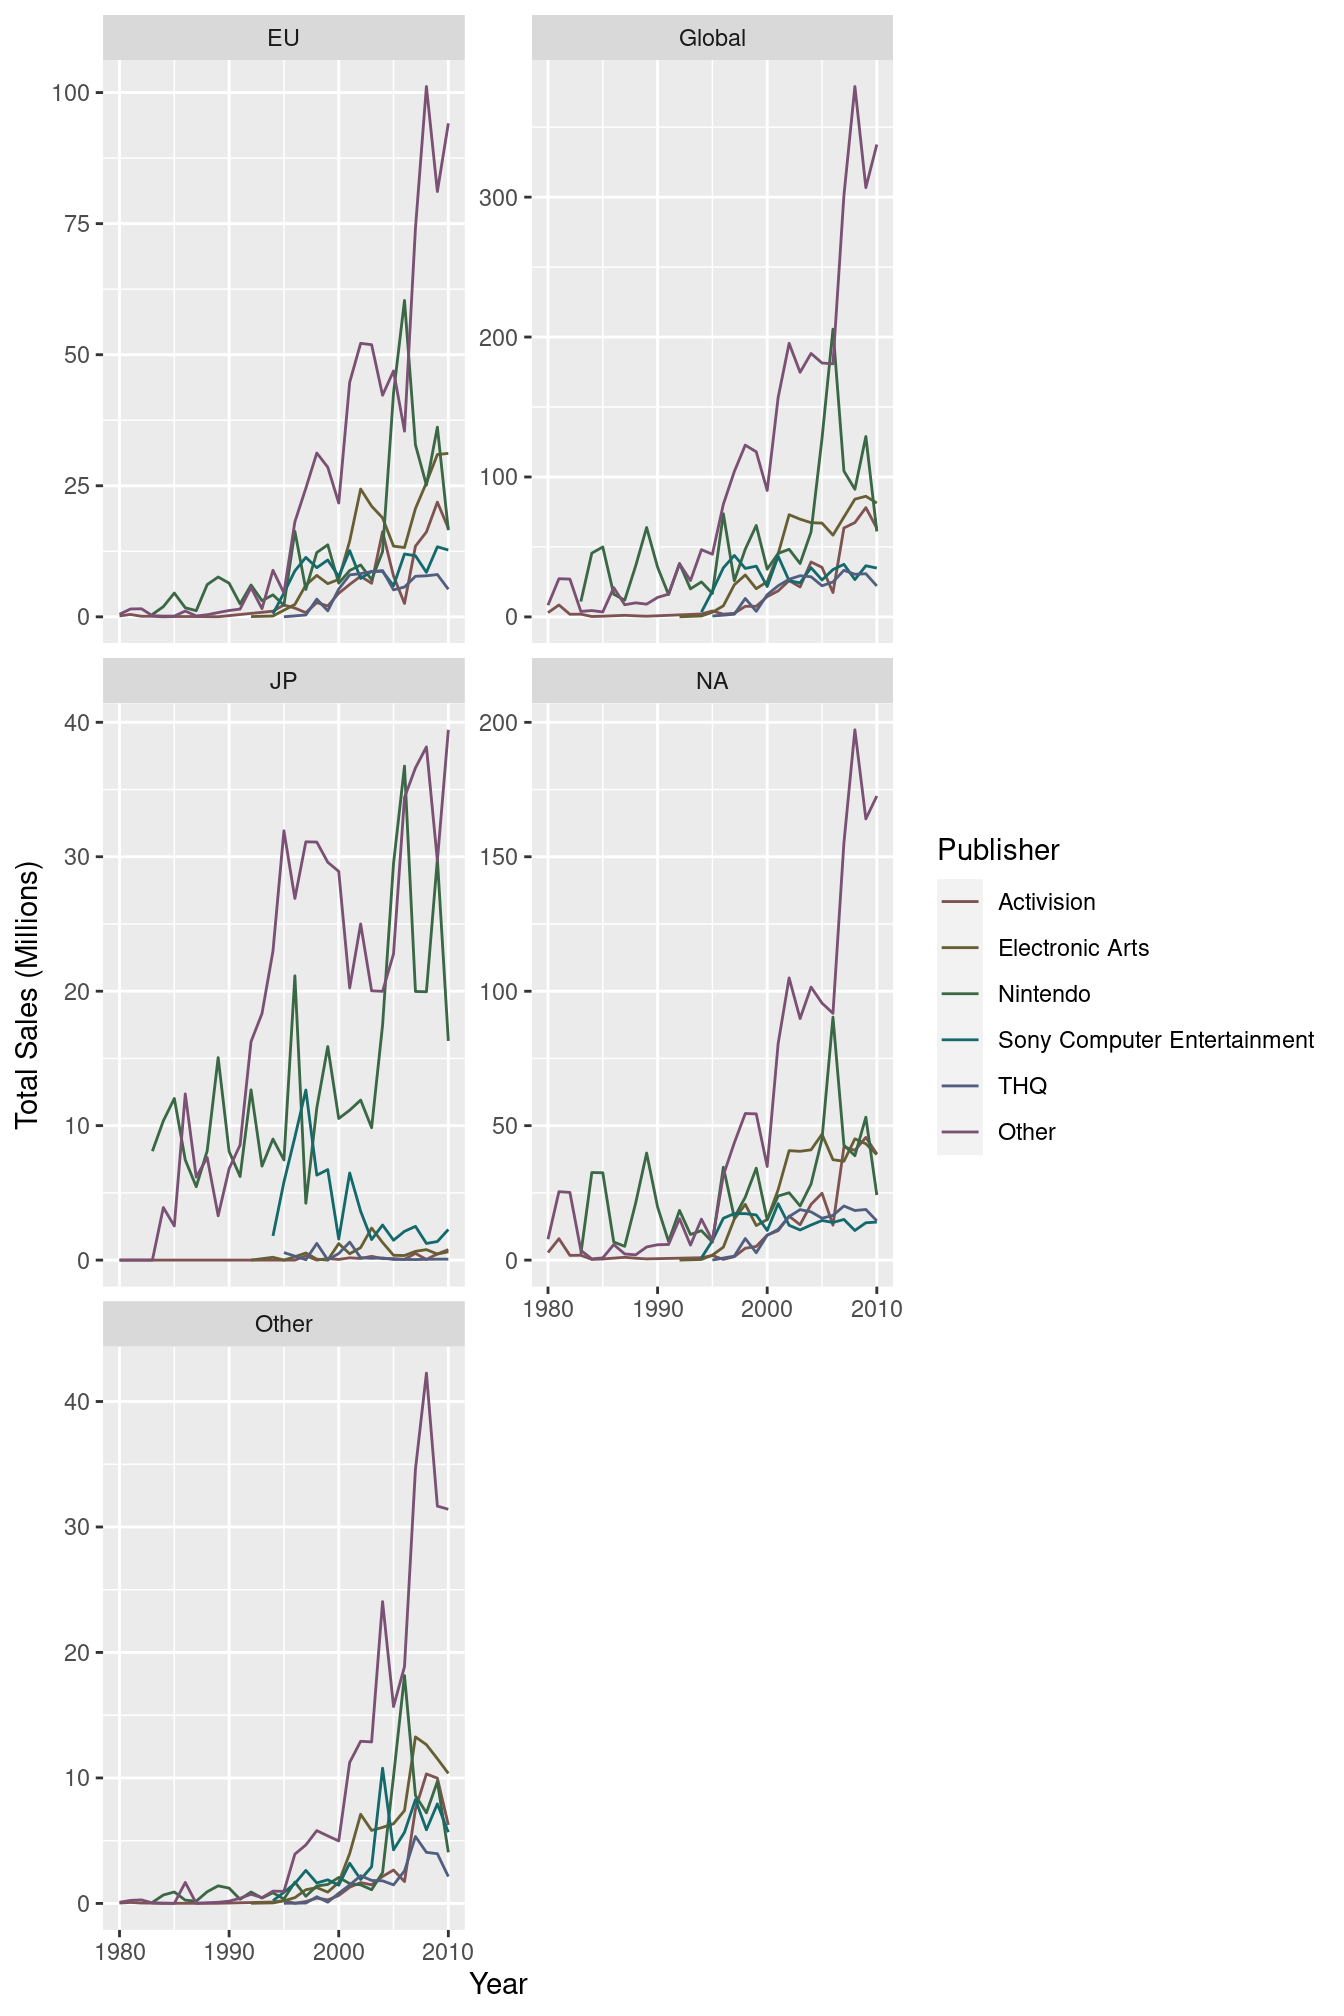 EU
Global
100
75
50
25
0
300
200
100
0
JP
NA
40
30
20
10
0
200
150
100
50
0
1980 1990 2000 2010
Other
40
30
20
10
0
1980 1990 2000 2010
Year
Total Sales (Millions)
Publisher
Activision
Electronic Arts
Nintendo
Sony Computer Entertainment
THQ
Other